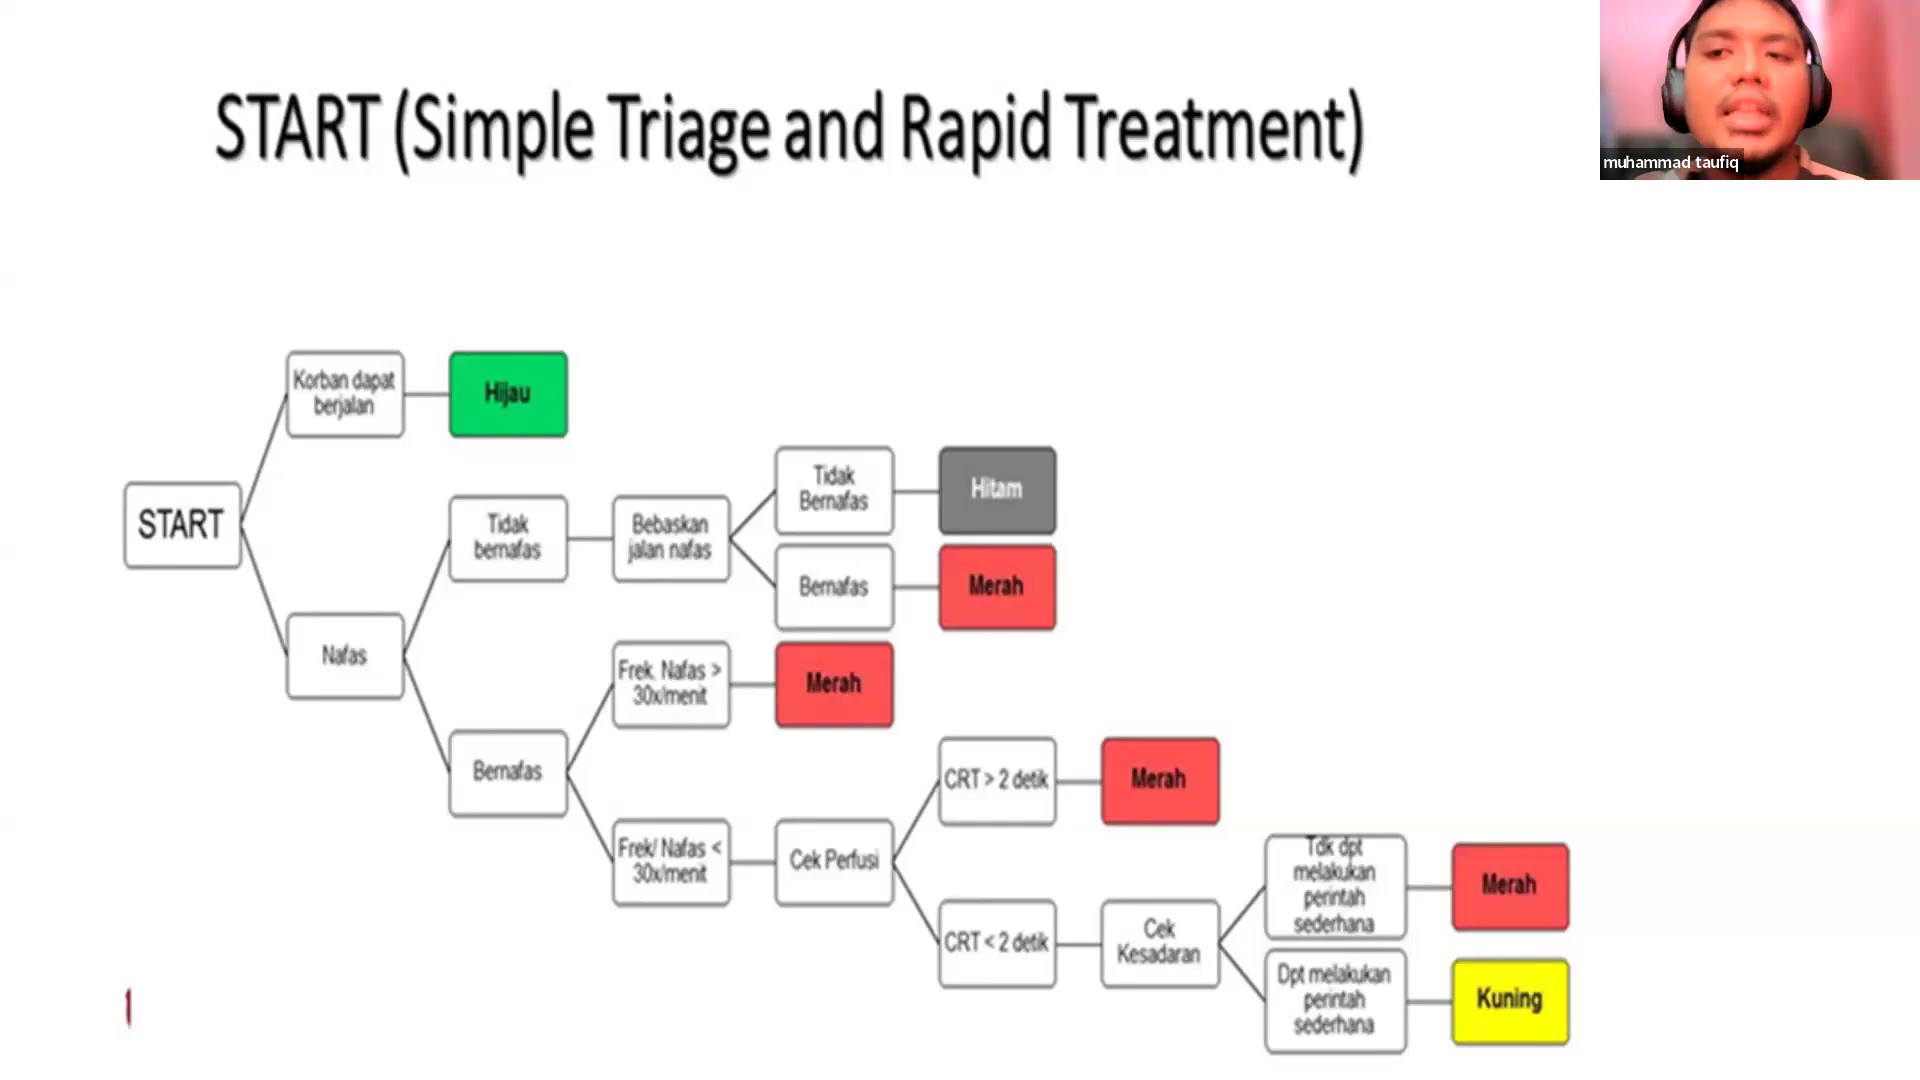 START (Simple Triage and Rapid Treatment)
muhammad taufiq
START
Korban dapat
berjalan
Hijau
Nafas
Tidak
bernafas
Bebaskan
jalan nafas
Tidak
Bernafas
Hitam
Bernafas
Merah
Bernafas
Frek. Nafas >
30x/menit
Merah
Frek/ Nafas <
30x/menit
Cek Perfusi
CRT > 2 detik
Merah
CRT < 2 detik
Cek
Kesadaran
Tdk dpt
melakukan
perintah
sederhana
Merah
Dpt melakukan
perintah
sederhana
Kuning
1